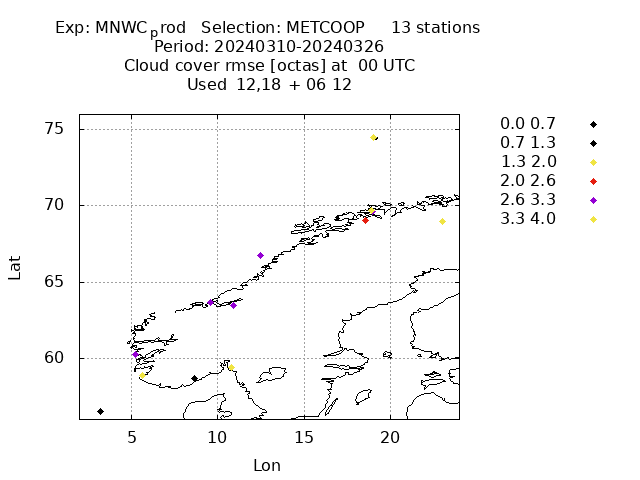 Exp: MNWCprod   Selection: METCOOP      13 stations
Period: 20240310-20240326
Cloud cover rmse [octas] at  00 UTC
Used  12,18 + 06 12
0.0 0.7
0.7 1.3
1.3 2.0
2.0 2.6
2.6 3.3
3.3 4.0
75
70
65
60
Lat
5
10
15
20
Lon